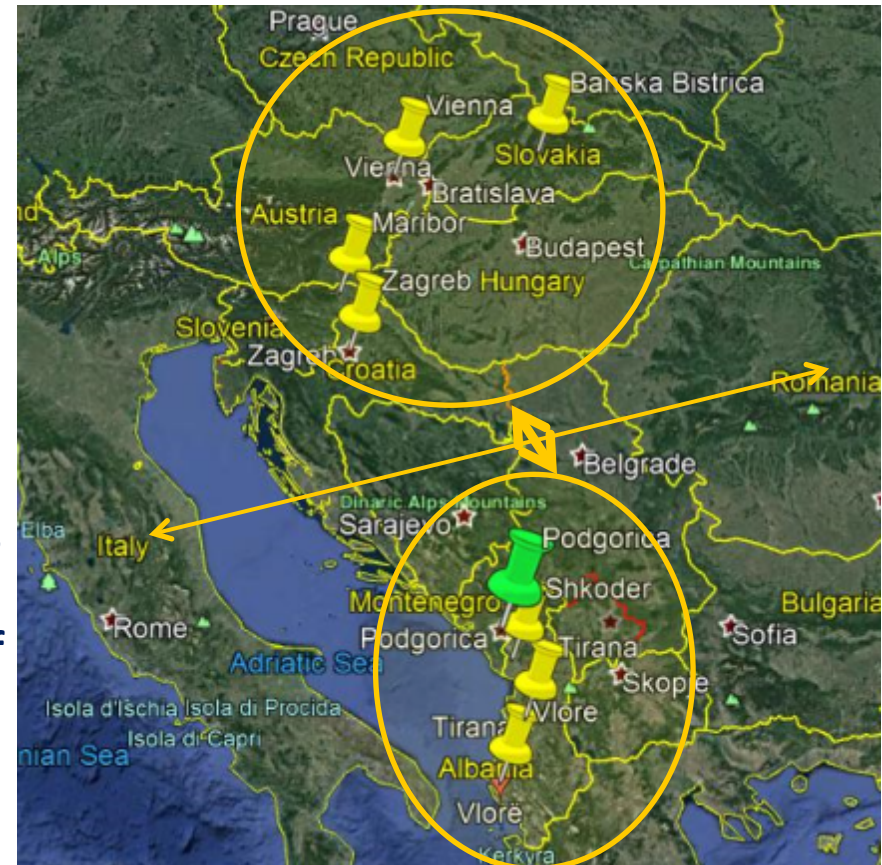 Prague
Czech Republic
Banska Bistrica
Vienna
Slovakia
Vienna
Bratislava
Austria
Maribor
Budapest
Alps
Carpathian Mountains
Zagreb
Hungary
Slovenia
Zagreb
Croatia
Romania
Belgrade
Dinaric Alps Mountains
Sarajevo
Elba
Italy
Podgorica
Shkoder
Montenegro
Bulgaria
Rome
Podgorica
Tirana
Sofia
Adriatic Sea
Skopje
Isola d'Ischia
Isola di Procida
Vlore
Tirana
Isola di Capri
nian Sea
Albania
Vlorë
Kerkyra
f